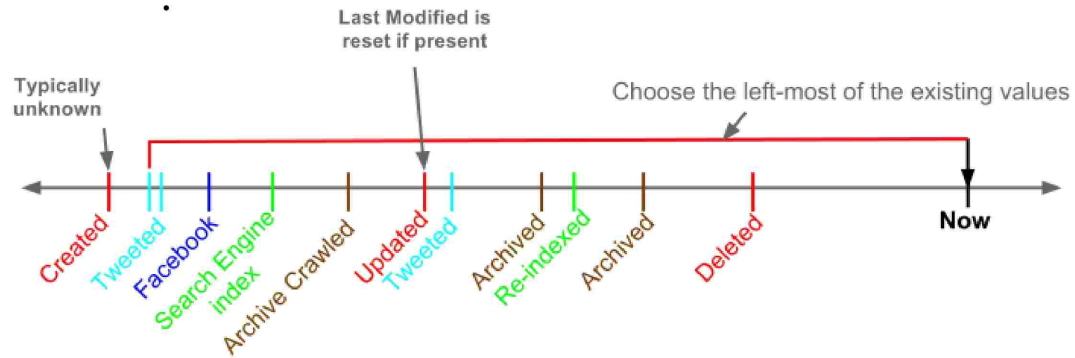 Last Modified is
reset if present
Typically
unknown
Choose the left-most of the existing values
Created
Tweeted
Facebook
Search Engine
index
Archive Crawled
Updated
Tweeted
Archived
Re-indexed
Archived
Deleted
Now